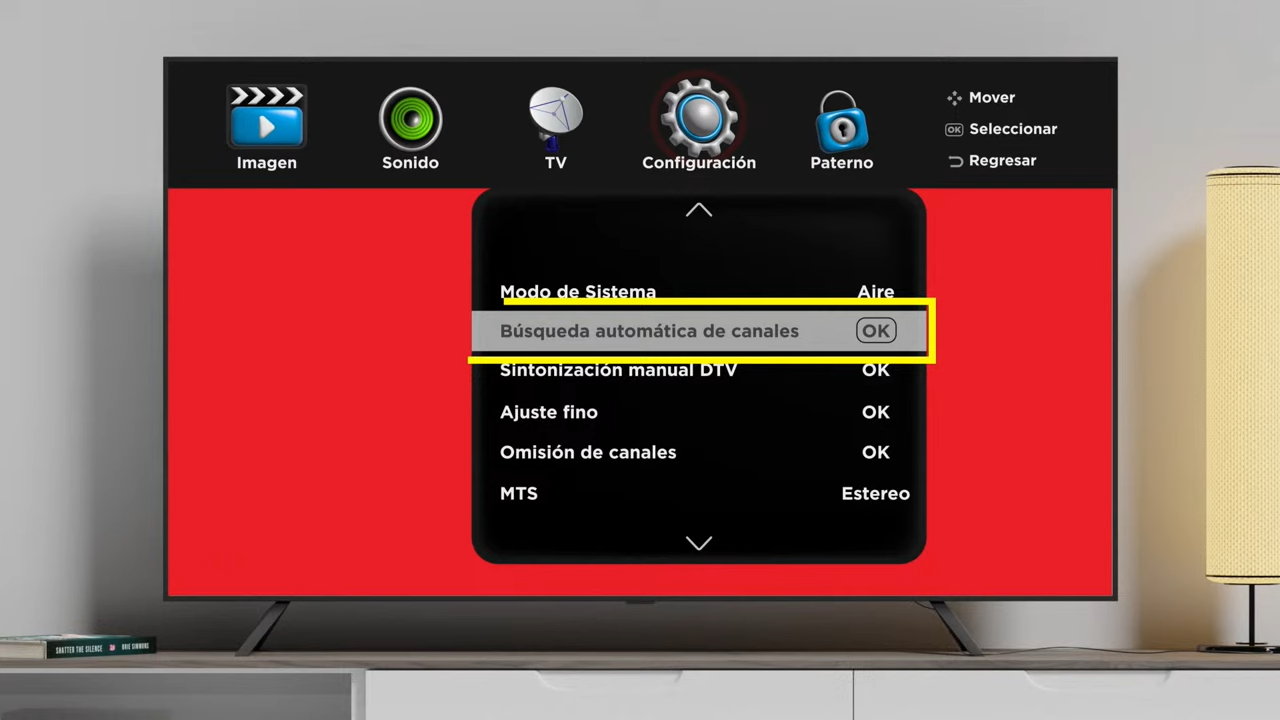 Imagen
Sonido
TV
Configuración
Paterno
Mover
OK Seleccionar
Regresar
Modo de Sistema Aire
Búsqueda automática de canales OK
Sintonización manual DTV OK
Ajuste fino OK
Omisión de canales OK
MTS Estereo
SHATTER THE SILENCE